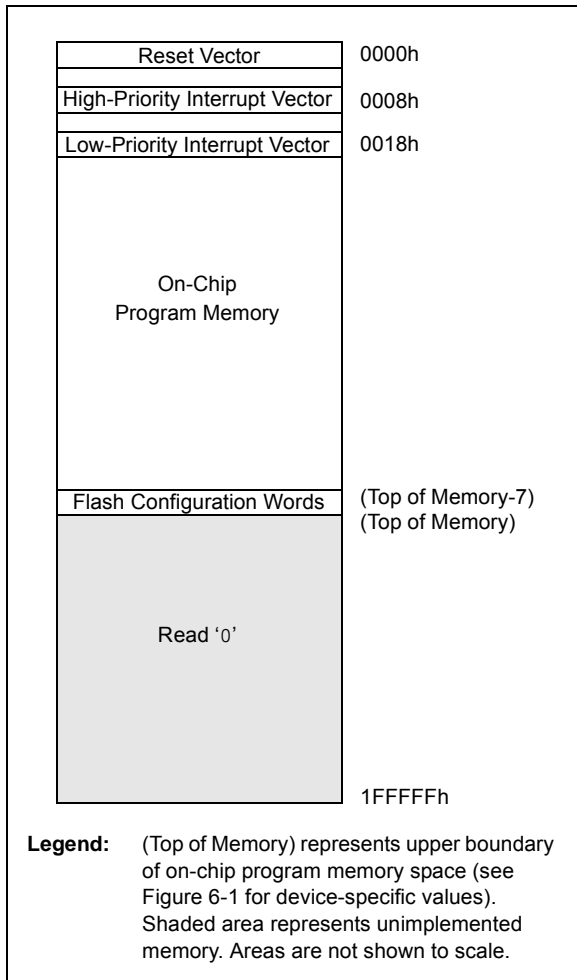 Reset Vector 0000h
High-Priority Interrupt Vector 0008h
Low-Priority Interrupt Vector 0018h
On-Chip
Program Memory
Flash Configuration Words (Top of Memory-7)
(Top of Memory)
Read ‘0’
1FFFFFh
Legend: (Top of Memory) represents upper boundary
of on-chip program memory space (see
Figure 6-1 for device-specific values).
Shaded area represents unimplemented
memory. Areas are not shown to scale.